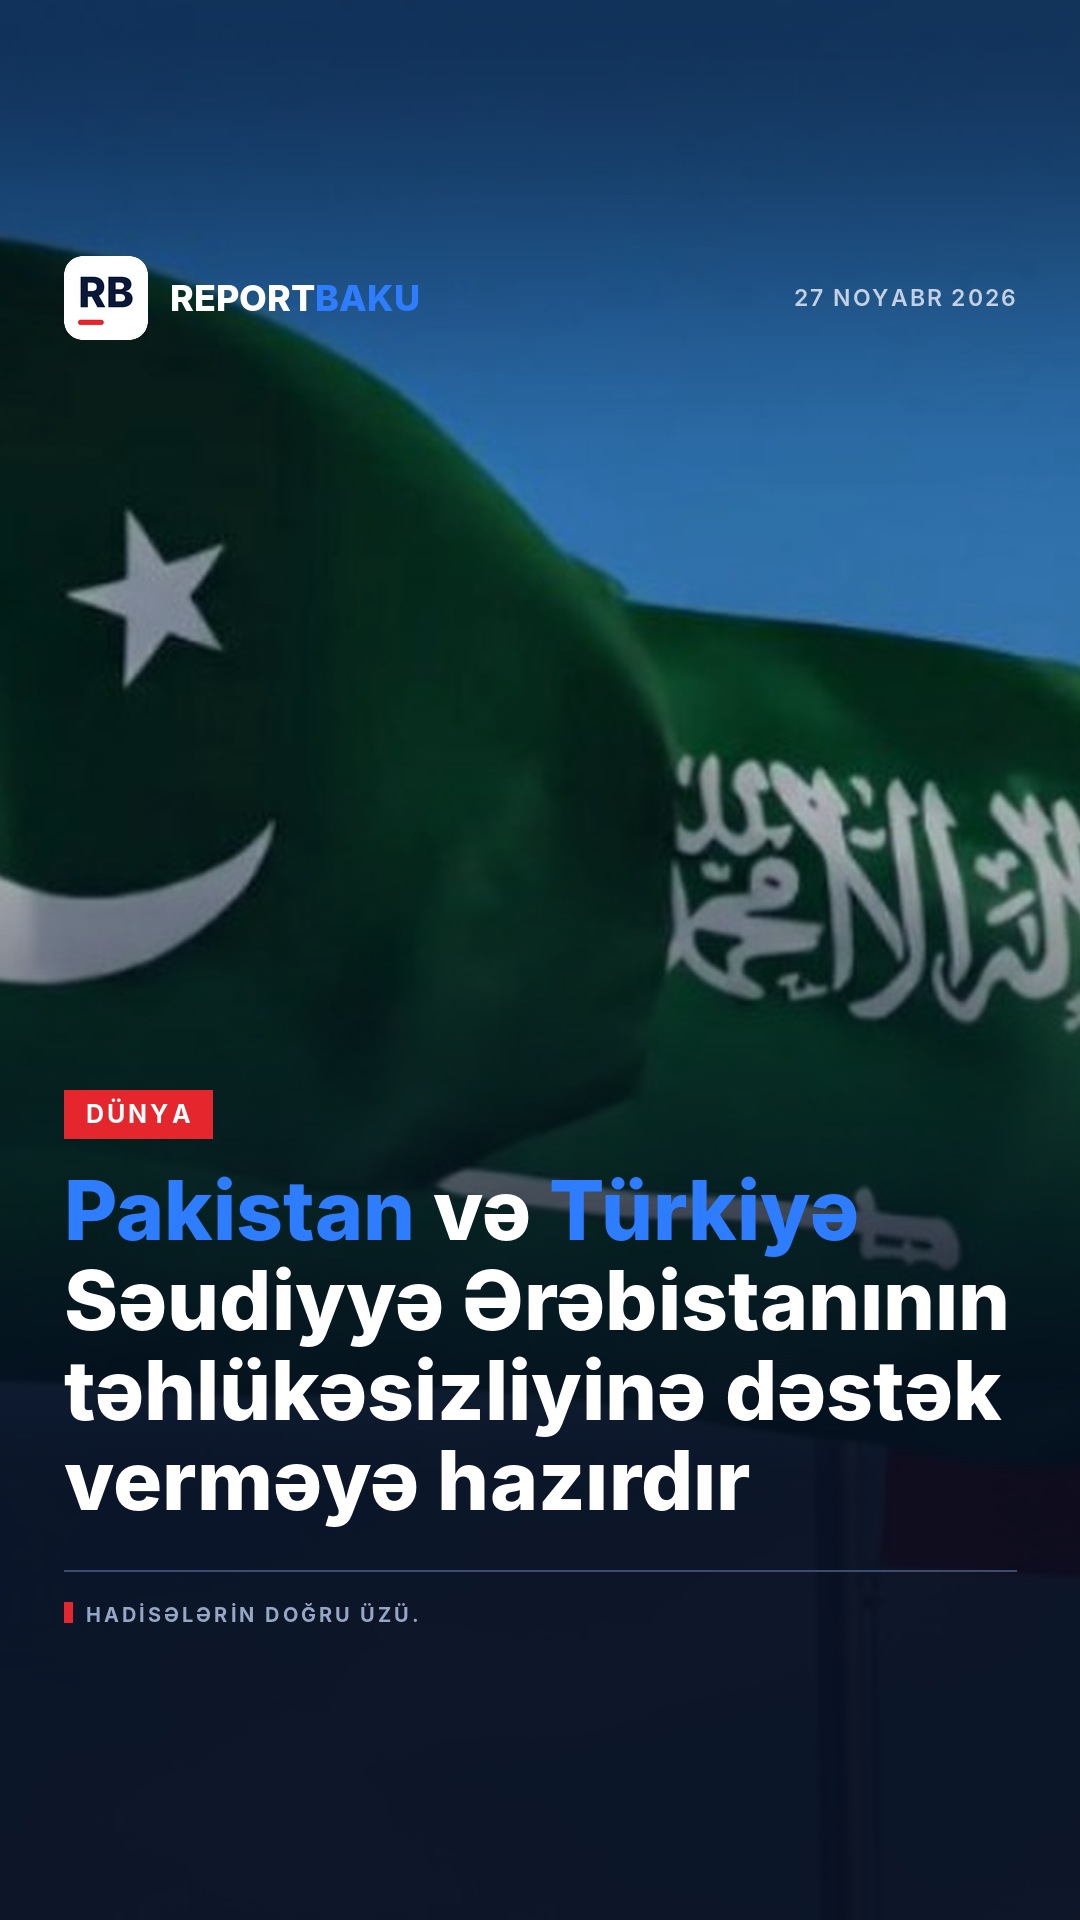 RB
REPORTBAKU
27 NOYABR 2026
DÜNYA
Pakistan və Türkiyə
Səudiyyə Ərəbistanının
təhlükəsizliyinə dəstək
verməyə hazırdır
HADİSƏLƏRİN DOĞRU ÜZÜ.